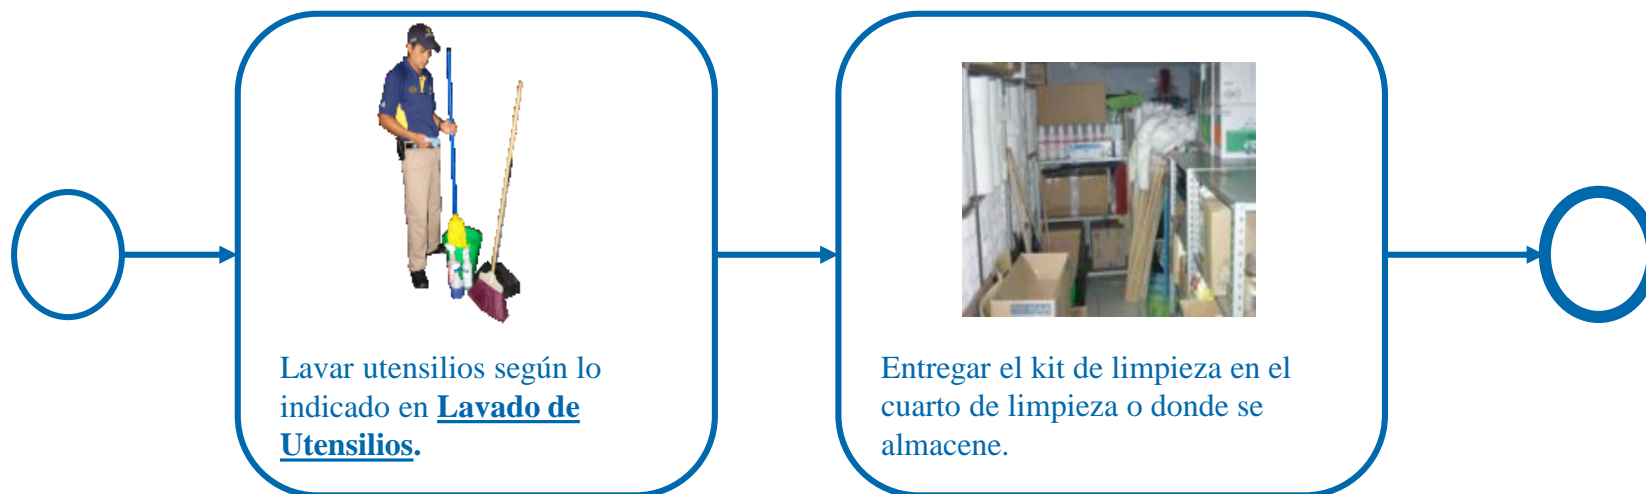 Lavar utensilios según lo
indicado en Lavado de
Utensilios.
Entregar el kit de limpieza en el
cuarto de limpieza o donde se
almacene.